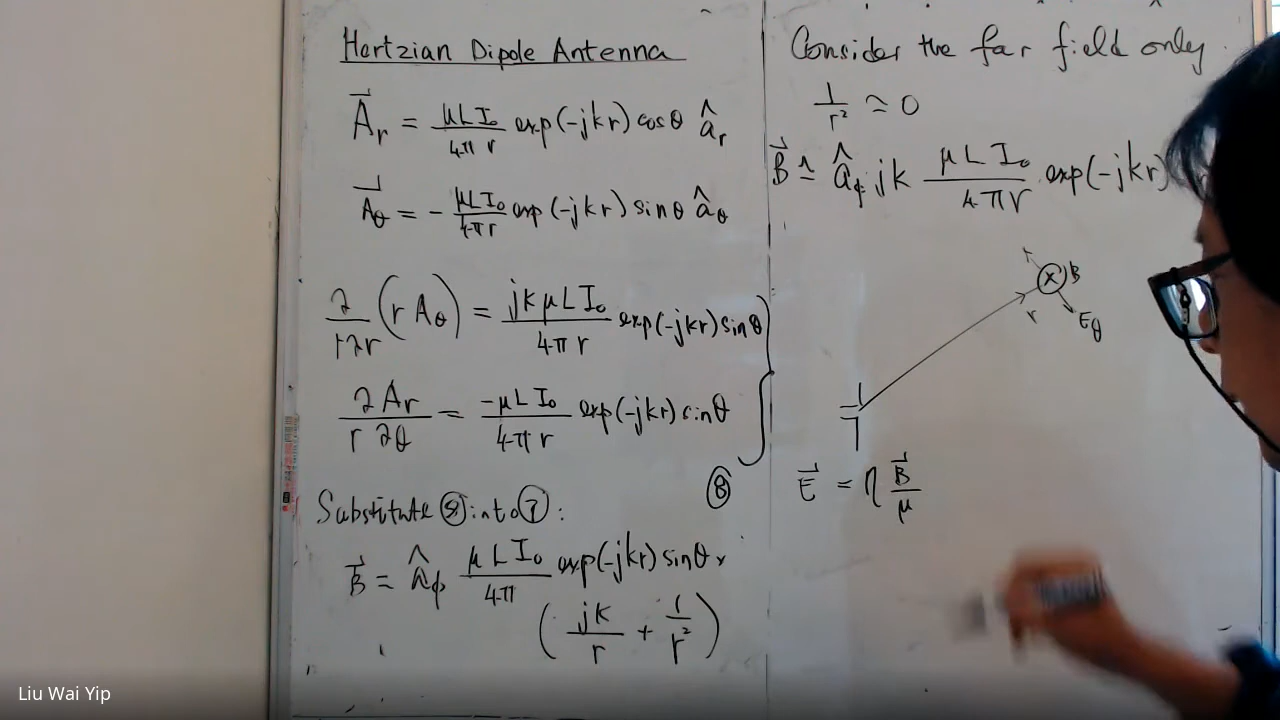 Hertzian Dipole Antenna
A⃗r = μLI₀/4πr exp(-jkr) cosθ âr
A⃗θ = - μLI₀/4πr exp(-jkr) sinθ âθ
∂/r∂r (r Aθ) = jkμLI₀/4πr exp(-jkr) sinθ
∂Ar/r∂θ = -μLI₀/4πr exp(-jkr) sinθ
⑧
Substitute ⑧ into ⑦:
B⃗ = âϕ μLI₀/4π exp(-jkr) sinθ ×
(jk/r + 1/r²)
Consider the far field only.
1/r² ≃ 0
B⃗ ≃ âϕ jk μLI₀/4πr exp(-jkr)
B
r
Eθ
E⃗ = η B⃗/μ
Liu Wai Yip